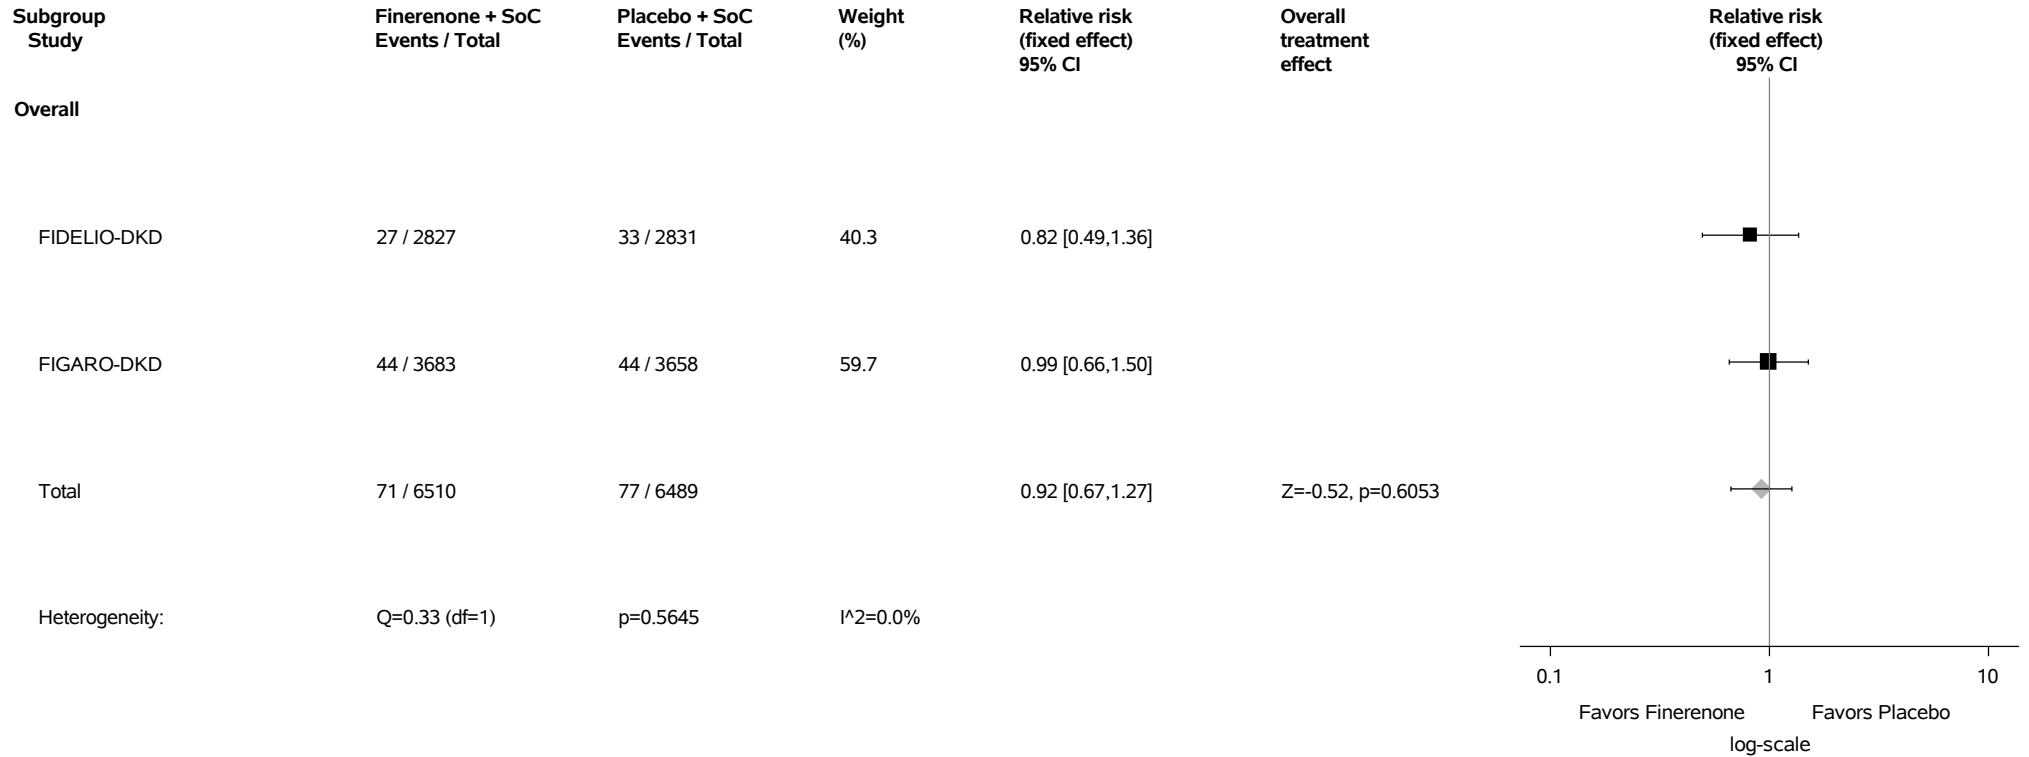 Subgroup Finerenone + SoC Placebo + SoC Weight Relative risk Overall Relative risk
Study Events / Total Events / Total (%) (fixed effect) treatment (fixed effect)
95% CI effect 95% CI
Overall
FIDELIO-DKD 27 / 2827 33 / 2831 40.3 0.82 [0.49,1.36]
FIGARO-DKD 44 / 3683 44 / 3658 59.7 0.99 [0.66,1.50]
Total 71 / 6510 77 / 6489 0.92 [0.67,1.27] Z=-0.52, p=0.6053
Heterogeneity: Q=0.33 (df=1) p=0.5645 I^2=0.0%
0.1 1 10
Favors Finerenone Favors Placebo
log-scale